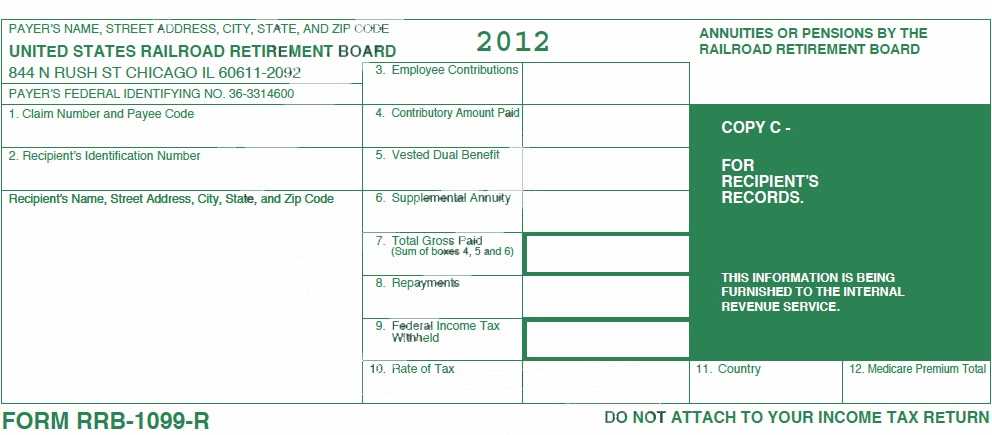 PAYER'S NAME, STREET ADDRESS, CITY, STATE, AND ZIP CODE
UNITED STATES RAILROAD RETIREMENT BOARD
844 N RUSH ST CHICAGO IL 60611-2092
PAYER'S FEDERAL IDENTIFYING NO. 36-3314600
2012
ANNUITIES OR PENSIONS BY THE
RAILROAD RETIREMENT BOARD
1. Claim Number and Payee Code
2. Recipient's Identification Number
Recipient's Name, Street Address, City, State, and Zip Code
3. Employee Contributions
4. Contributory Amount Paid
5. Vested Dual Benefit
6. Supplemental Annuity
7. Total Gross Paid
(Sum of boxes 4, 5 and 6)
8. Repayments
9. Federal Income Tax
Withheld
10. Rate of Tax
COPY C -
FOR
RECIPIENT'S
RECORDS.
THIS INFORMATION IS BEING
FURNISHED TO THE INTERNAL
REVENUE SERVICE.
11. Country
12. Medicare Premium Total
FORM RRB-1099-R
DO NOT ATTACH TO YOUR INCOME TAX RETURN